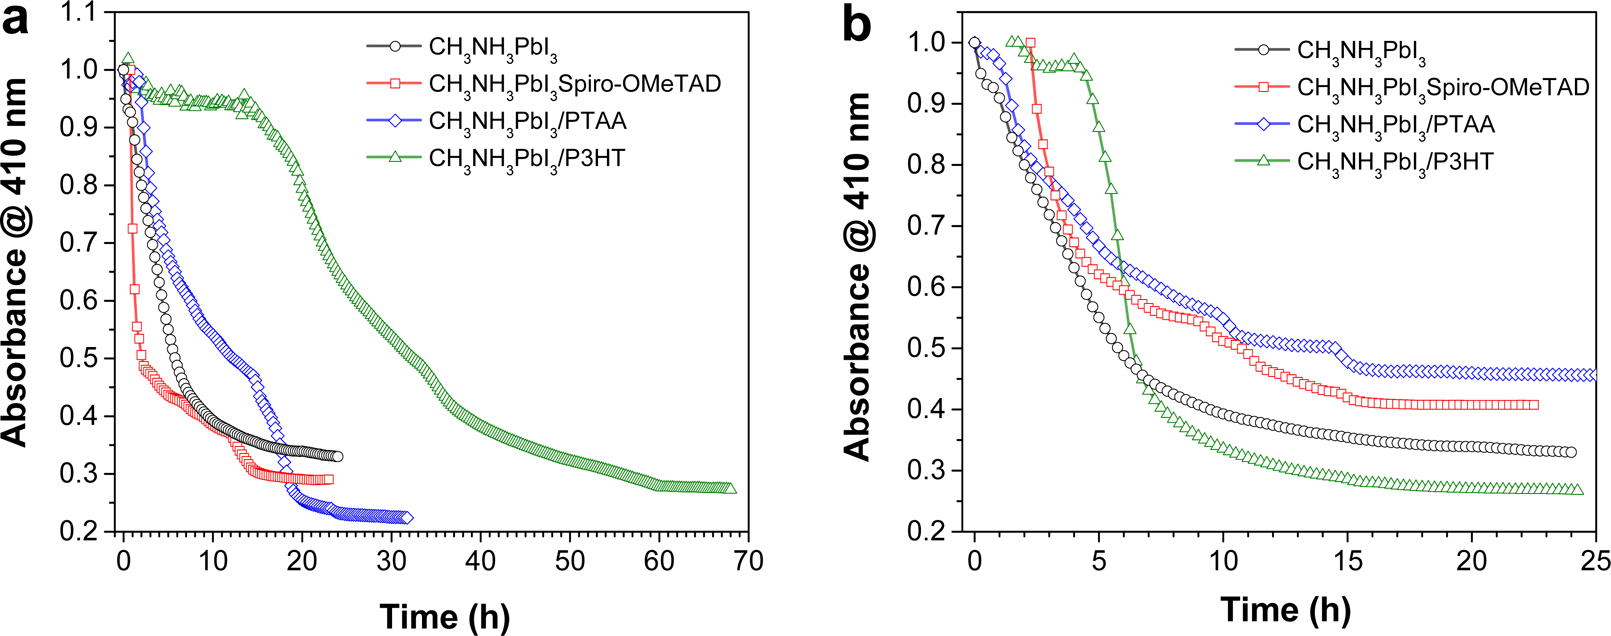 a
1.1
1.0
0.9
0.8
0.7
0.6
0.5
0.4
0.3
0.2
Absorbance @ 410 nm
CH₃NH₃PbI₃
CH₃NH₃PbI₃Spiro-OMeTAD
CH₃NH₃PbI₃/PTAA
CH₃NH₃PbI₃/P3HT
0 10 20 30 40 50 60 70
Time (h)
b
1.0
0.9
0.8
0.7
0.6
0.5
0.4
0.3
0.2
Absorbance @ 410 nm
CH₃NH₃PbI₃
CH₃NH₃PbI₃Spiro-OMeTAD
CH₃NH₃PbI₃/PTAA
CH₃NH₃PbI₃/P3HT
0 5 10 15 20 25
Time (h)